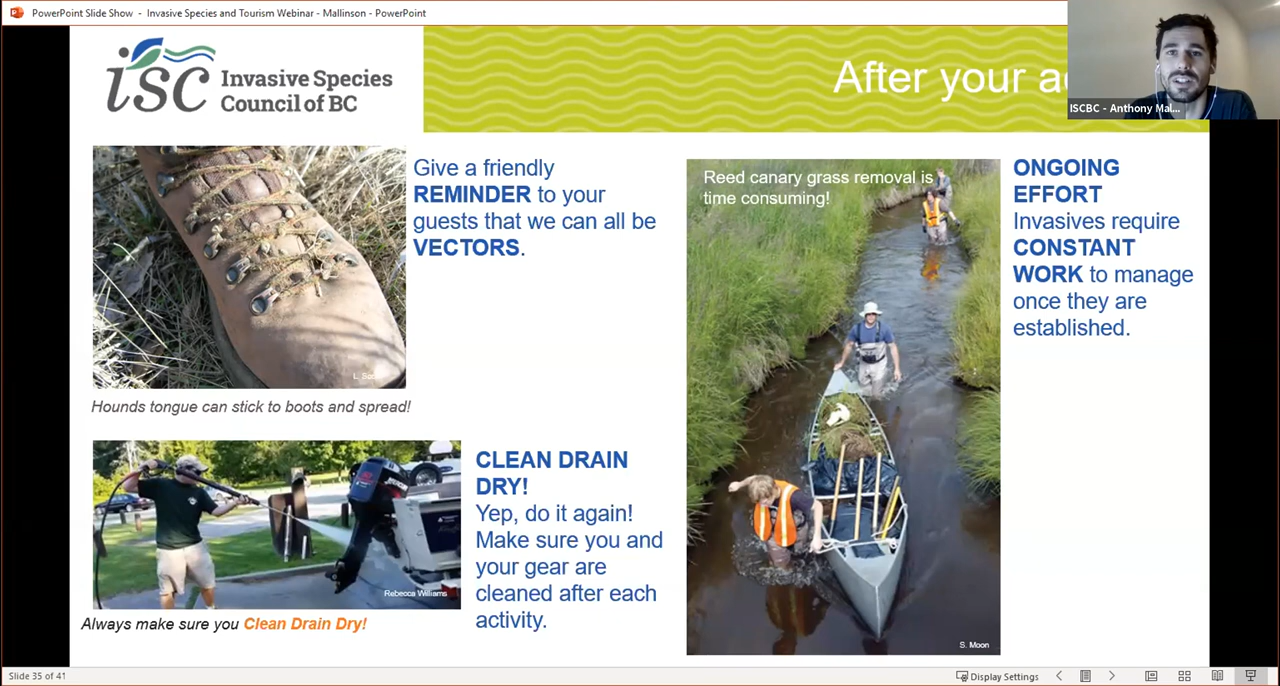 PowerPoint Slide Show - Invasive Species and Tourism Webinar - Mallinson - PowerPoint
isc Invasive Species
Council of BC
After your
ISCBC - Anthony Mal...
Give a friendly
REMINDER to your
guests that we can all be
VECTORS.
Hounds tongue can stick to boots and spread!
CLEAN DRAIN
DRY!
Yep, do it again!
Make sure you and
your gear are
cleaned after each
activity.
Rebecca Williams
Always make sure you Clean Drain Dry!
Reed canary grass removal is
time consuming!
S. Moon
ONGOING
EFFORT
Invasives require
CONSTANT
WORK to manage
once they are
established.
Slide 35 of 41
Display Settings